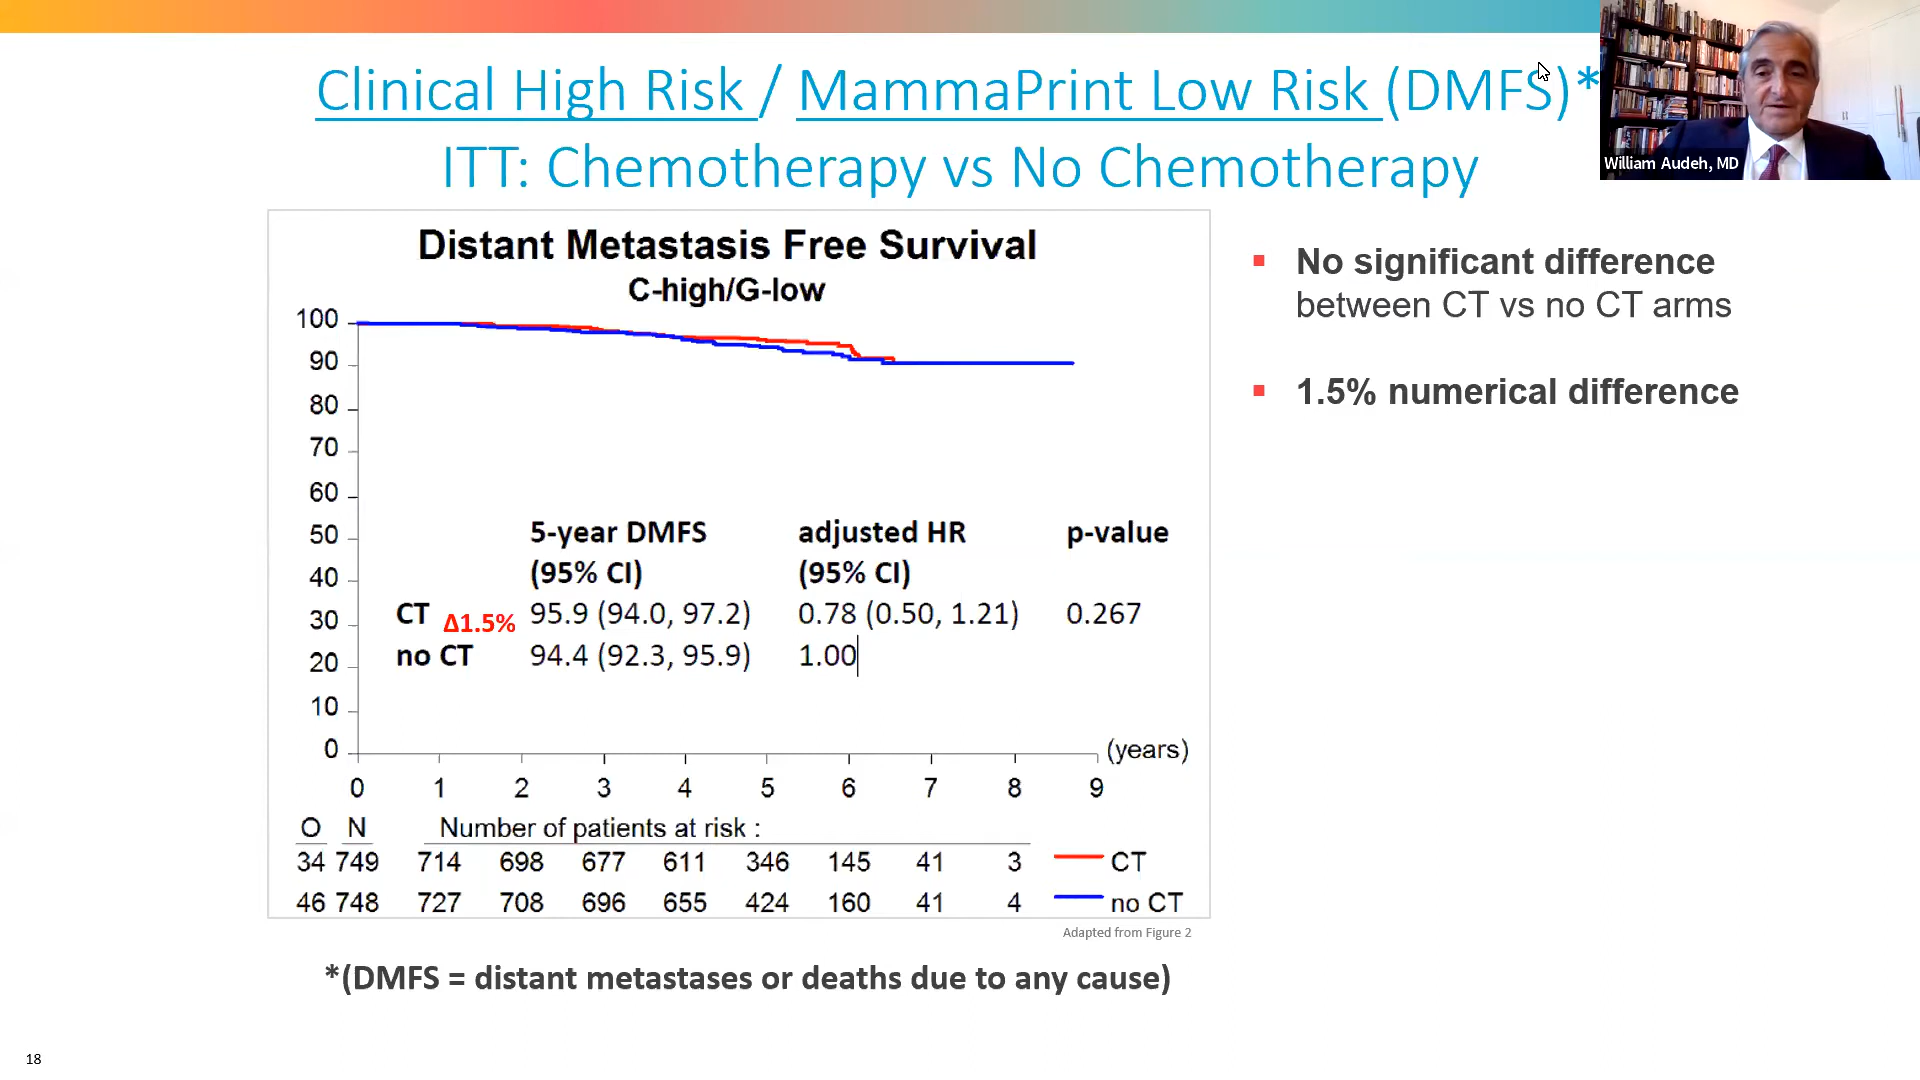 Clinical High Risk / MammaPrint Low Risk (DMFS)*
ITT: Chemotherapy vs No Chemotherapy
William Audeh, MD
Distant Metastasis Free Survival
C-high/G-low
100
90
80
70
60
50
40
30
20
10
0
5-year DMFS adjusted HR p-value
(95% CI) (95% CI)
CT Δ1.5% 95.9 (94.0, 97.2) 0.78 (0.50, 1.21) 0.267
no CT 94.4 (92.3, 95.9) 1.00
(years)
0 1 2 3 4 5 6 7 8 9
O N Number of patients at risk :
34 749 714 698 677 611 346 145 41 3 CT
46 748 727 708 696 655 424 160 41 4 no CT
Adapted from Figure 2
▪ No significant difference
between CT vs no CT arms
▪ 1.5% numerical difference
*(DMFS = distant metastases or deaths due to any cause)
18